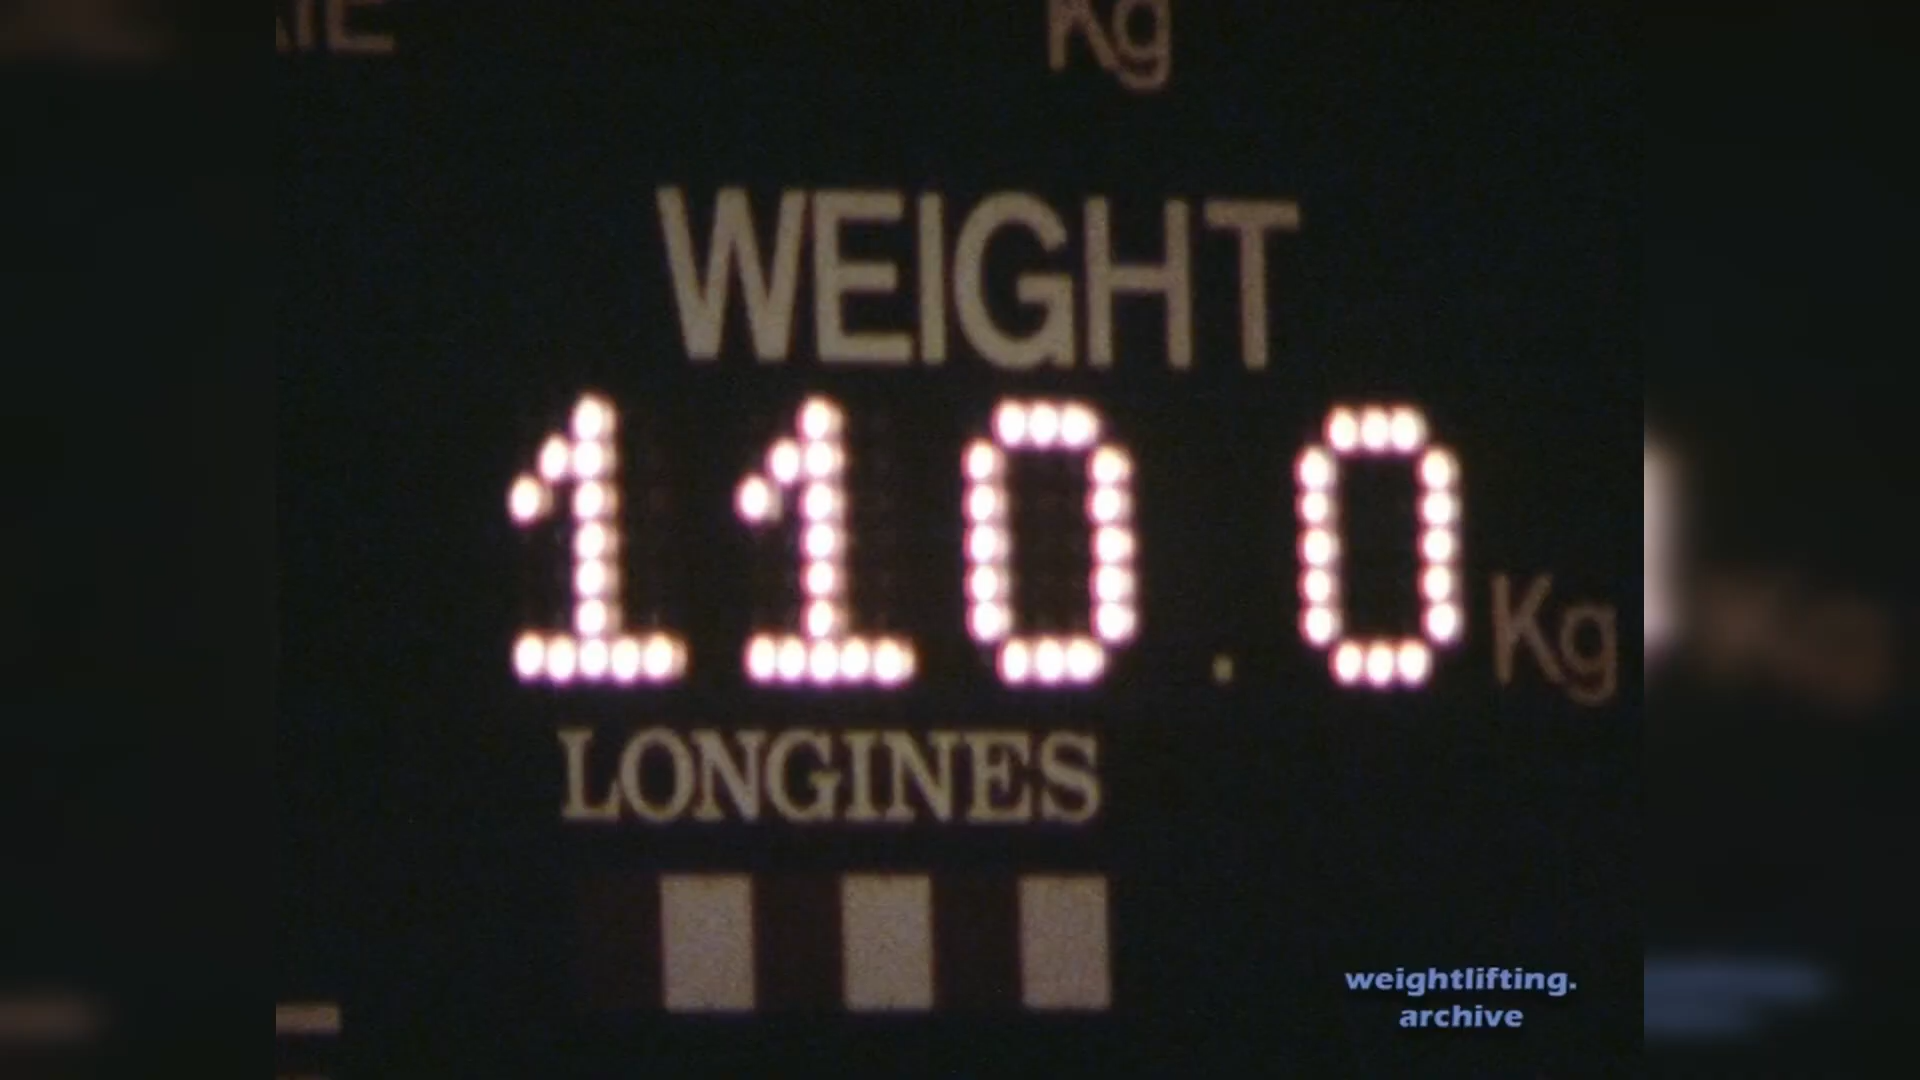 Kg
WEIGHT
110.0 Kg
LONGINES
weightlifting.
archive